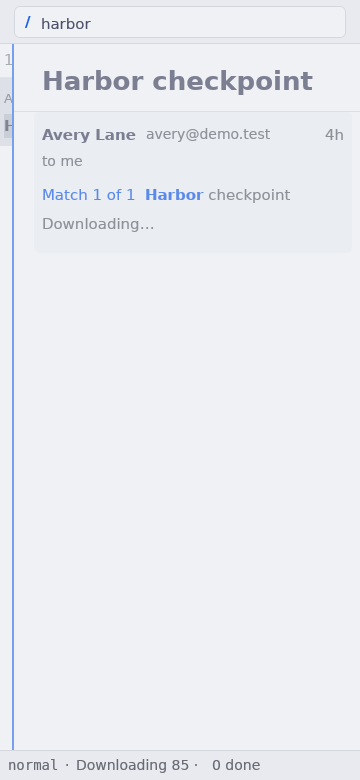 / harbor
1
A
H
Harbor checkpoint
Avery Lane avery@demo.test 4h
to me
Match 1 of 1 Harbor checkpoint
Downloading…
normal · Downloading 85 · 0 done